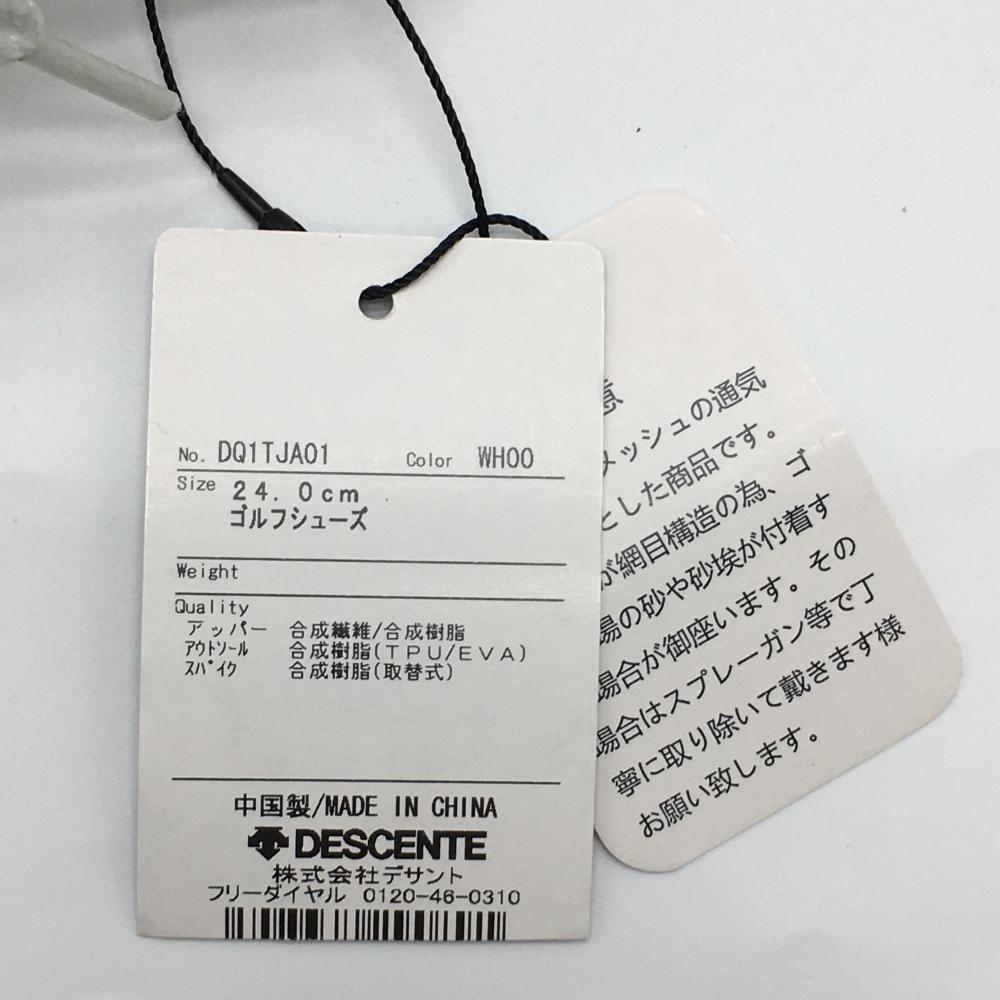 No. DQ1TJA01 Color WH00
Size 24.0cm
ゴルフシューズ
Weight
Quality
アッパー 合成繊維/合成樹脂
アウトソール 合成樹脂(TPU/EVA)
スパイク 合成樹脂(取替式)
中国製/MADE IN CHINA
DESCENTE
株式会社デサント
フリーダイヤル 0120-46-0310
意
メッシュの通気
とした商品です。
が網目構造の為、ゴ
場の砂や砂埃が付着す
場合が御座います。その
場合はスプレーガン等で丁
寧に取り除いて戴きます様
お願い致します。